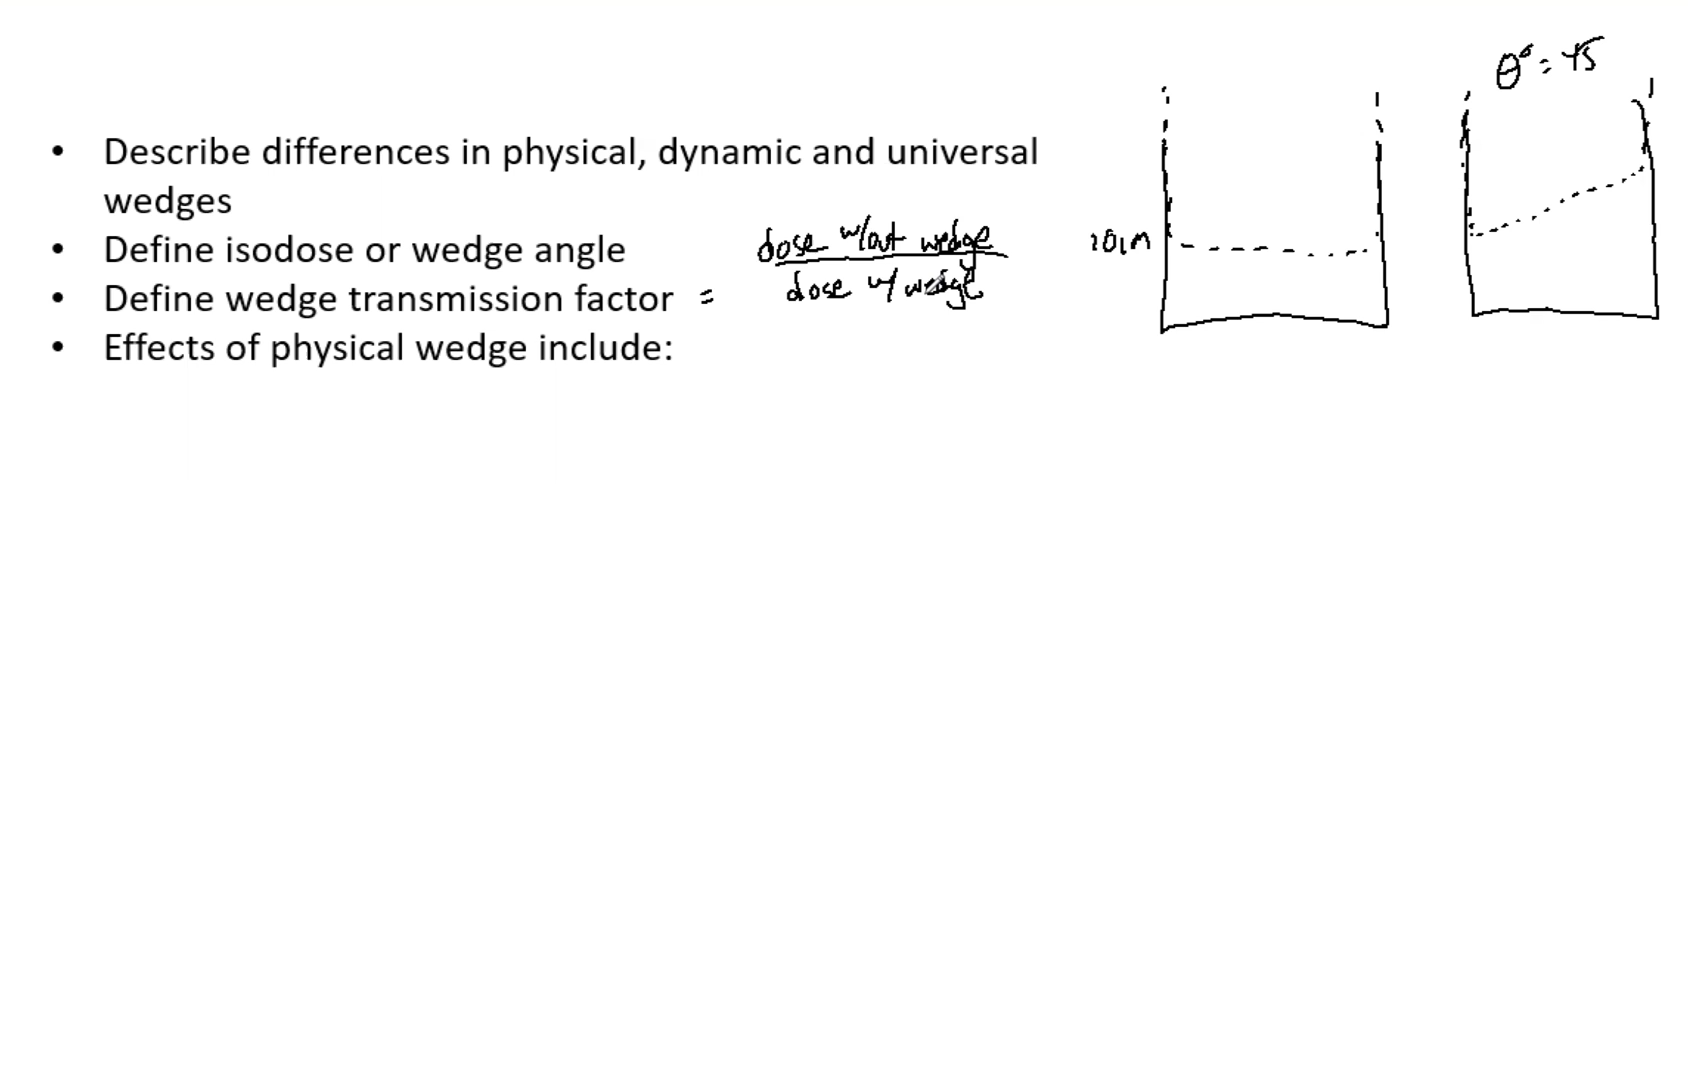 θ° = 45
• Describe differences in physical, dynamic and universal
wedges
• Define isodose or wedge angle
dose w/out wedge
• Define wedge transmission factor =
dose w/ wedge
10cm
• Effects of physical wedge include: